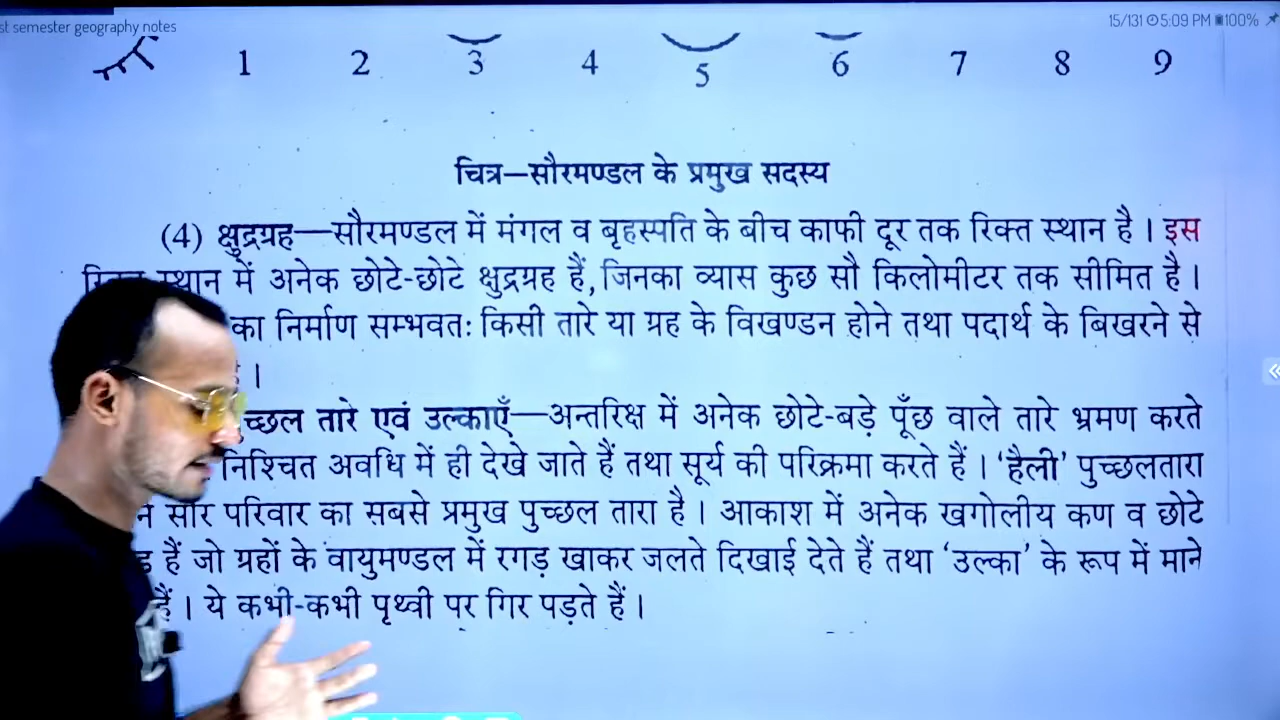 st semester geography notes
15/131 5:09 PM 100%
1 2 3 4 5 6 7 8 9
चित्र—सौरमण्डल के प्रमुख सदस्य
(4) क्षुद्रग्रह—सौरमण्डल में मंगल व बृहस्पति के बीच काफी दूर तक रिक्त स्थान है। इस
स्थान में अनेक छोटे-छोटे क्षुद्रग्रह हैं, जिनका व्यास कुछ सौ किलोमीटर तक सीमित है।
का निर्माण सम्भवतः किसी तारे या ग्रह के विखण्डन होने तथा पदार्थ के बिखरने से
।
च्छल तारे एवं उल्काएँ—अन्तरिक्ष में अनेक छोटे-बड़े पूँछ वाले तारे भ्रमण करते
निश्चित अवधि में ही देखे जाते हैं तथा सूर्य की परिक्रमा करते हैं। 'हैली' पुच्छलतारा
सौर परिवार का सबसे प्रमुख पुच्छल तारा है। आकाश में अनेक खगोलीय कण व छोटे
हैं जो ग्रहों के वायुमण्डल में रगड़ खाकर जलते दिखाई देते हैं तथा 'उल्का' के रूप में माने
हैं। ये कभी-कभी पृथ्वी पर गिर पड़ते हैं।